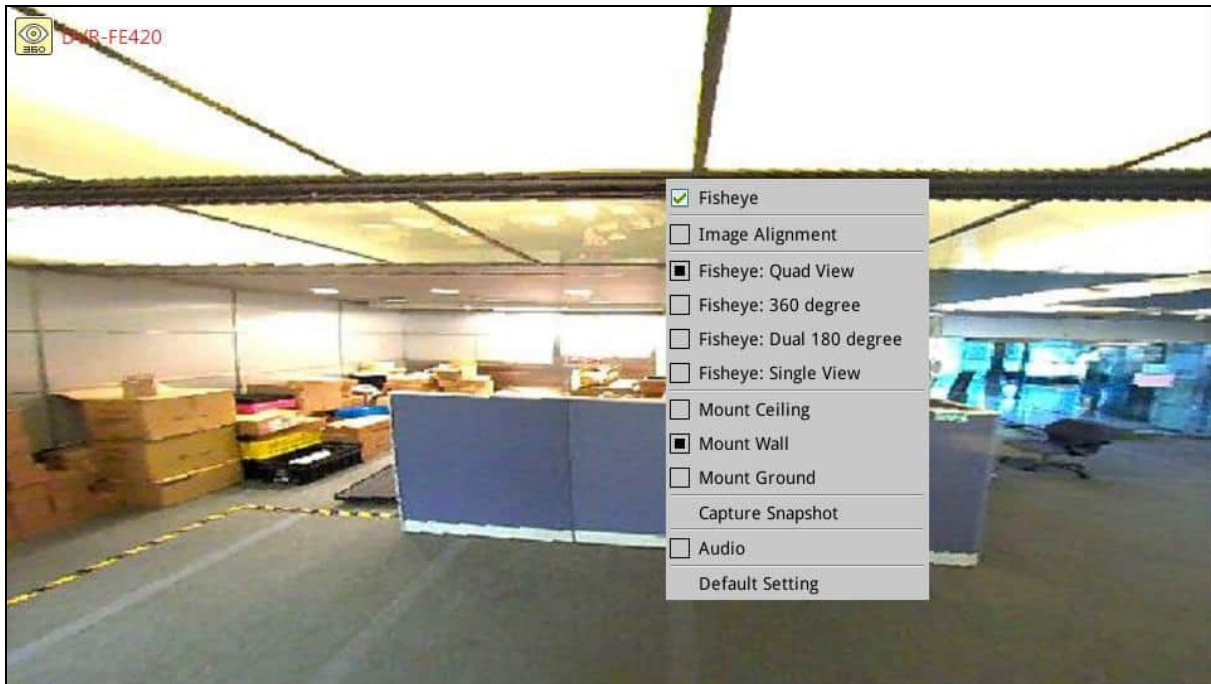 360
DVR-FE420
Fisheye
Image Alignment
Fisheye: Quad View
Fisheye: 360 degree
Fisheye: Dual 180 degree
Fisheye: Single View
Mount Ceiling
Mount Wall
Mount Ground
Capture Snapshot
Audio
Default Setting